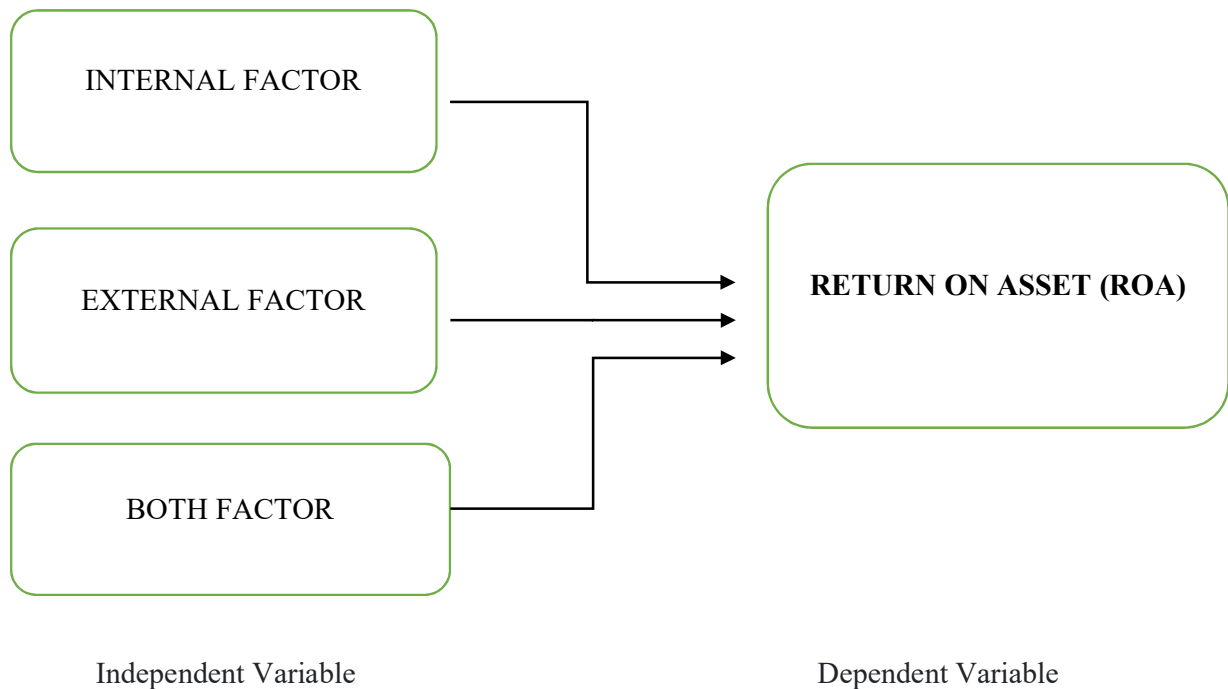 INTERNAL FACTOR
EXTERNAL FACTOR
RETURN ON ASSET (ROA)
BOTH FACTOR
Independent Variable
Dependent Variable